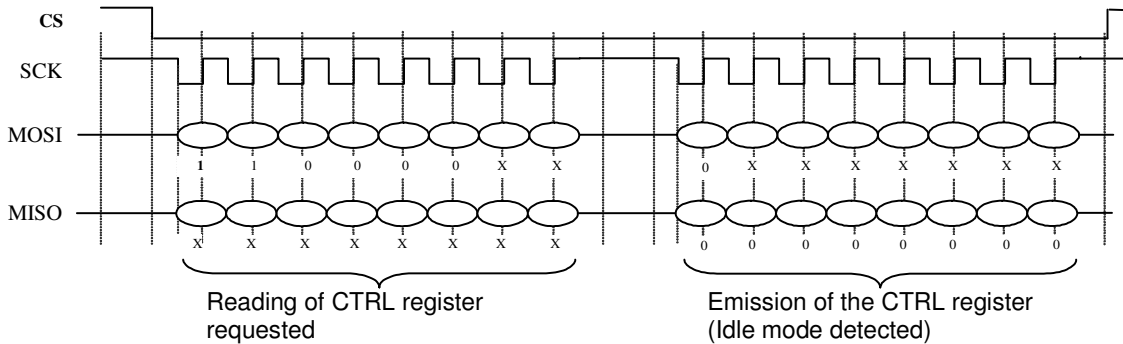 CS
SCK
MOSI
1 1 0 0 0 0 X X 0 X X X X X X X
MISO
X X X X X X X X 0 0 0 0 0 0 0 0
Reading of CTRL register
requested
Emission of the CTRL register
(Idle mode detected)